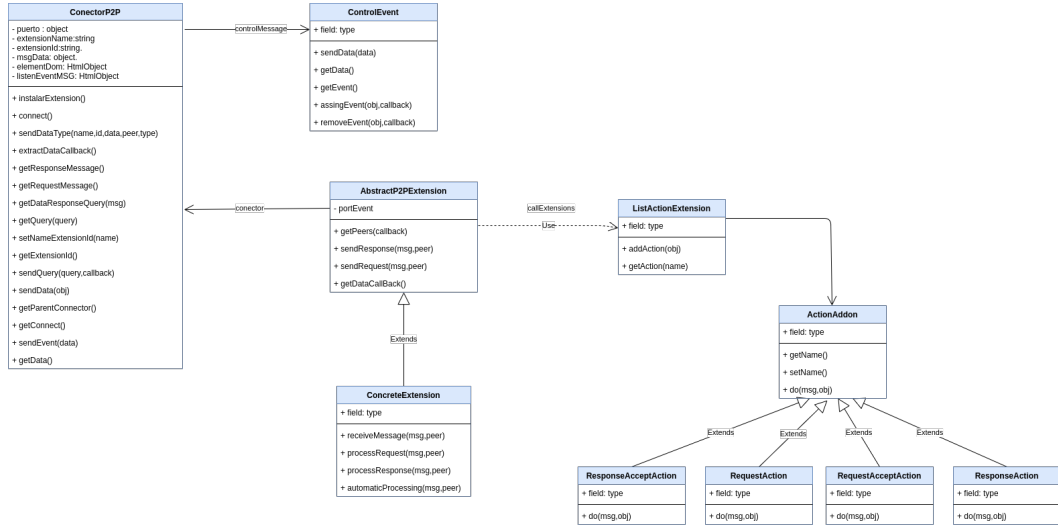 ConectorP2P
- puerto : object
- extensionName:string
- extensionId:string.
- msgData: object.
- elementDom: HtmlObject
- listenEventMSG: HtmlObject
+ instalarExtension()
+ connect()
+ sendDataType(name,id,data,peer,type)
+ extractDataCallback()
+ getResponseMessage()
+ getRequestMessage()
+ getDataResponseQuery(msg)
+ getQuery(query)
+ setNameExtensionId(name)
+ getExtensionId()
+ sendQuery(query,callback)
+ sendData(obj)
+ getParentConnector()
+ getConnect()
+ sendEvent(data)
+ getData()
controlMessage
ControlEvent
+ field: type
+ sendData(data)
+ getData()
+ getEvent()
+ assingEvent(obj,callback)
+ removeEvent(obj,callback)
conector
AbstractP2PExtension
- portEvent
+ getPeers(callback)
+ sendResponse(msg,peer)
+ sendRequest(msg,peer)
+ getDataCallBack()
callExtensions
Use
ListActionExtension
+ field: type
+ addAction(obj)
+ getAction(name)
Extends
ConcreteExtension
+ field: type
+ receiveMessage(msg,peer)
+ processRequest(msg,peer)
+ processResponse(msg,peer)
+ automaticProcessing(msg,peer)
ActionAddon
+ field: type
+ getName()
+ setName()
+ do(msg,obj)
Extends
Extends
Extends
Extends
ResponseAcceptAction
+ field: type
+ do(msg,obj)
RequestAction
+ field: type
+ do(msg,obj)
RequestAcceptAction
+ field: type
+ do(msg,obj)
ResponseAction
+ field: type
+ do(msg,obj)